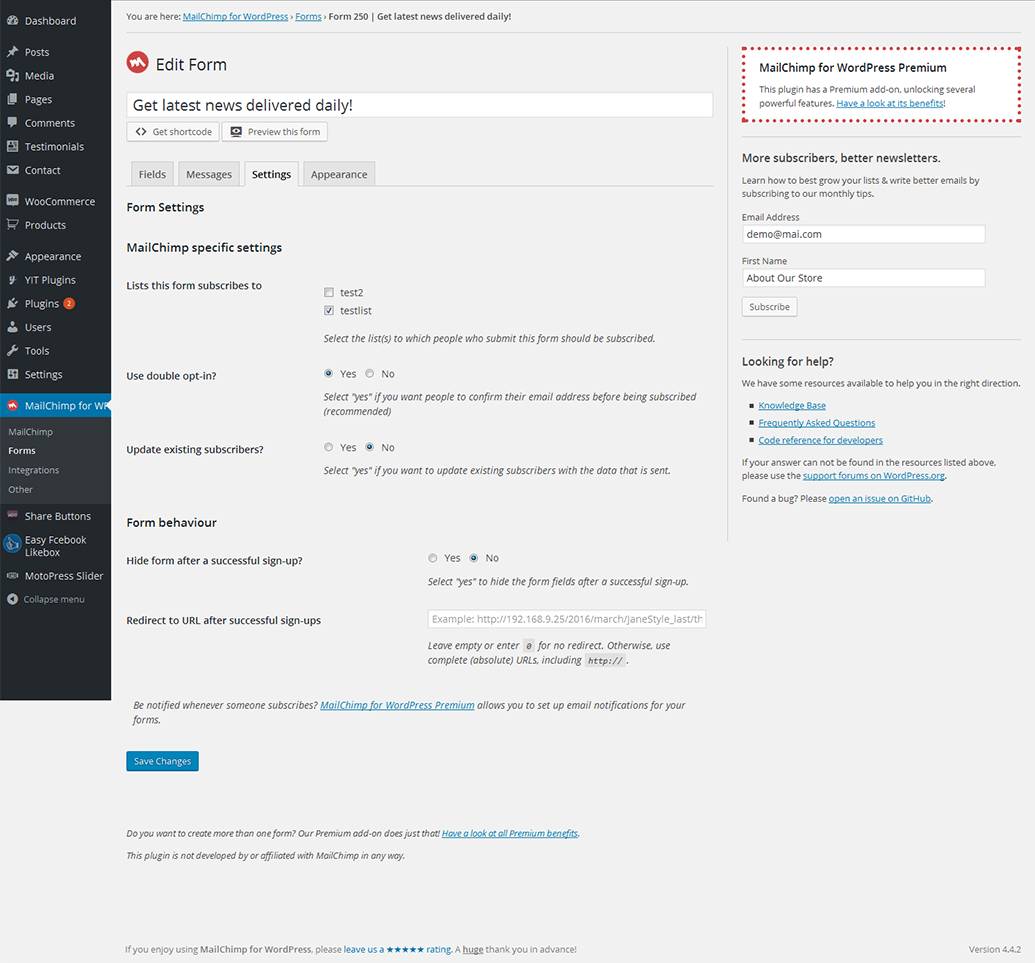 Dashboard
Posts
Media
Pages
Comments
Testimonials
Contact
WooCommerce
Products
Appearance
YIT Plugins
Plugins 2
Users
Tools
Settings
MailChimp for WP
MailChimp
Forms
Integrations
Other
Share Buttons
Easy Fcebook
Likebox
MotoPress Slider
Collapse menu
You are here: MailChimp for WordPress › Forms › Form 250 | Get latest news delivered daily!
Edit Form
Get latest news delivered daily!
Get shortcode Preview this form
Fields Messages Settings Appearance
Form Settings
MailChimp specific settings
Lists this form subscribes to
test2
testlist
Select the list(s) to which people who submit this form should be subscribed.
Use double opt-in?
Yes No
Select "yes" if you want people to confirm their email address before being subscribed
(recommended)
Update existing subscribers?
Yes No
Select "yes" if you want to update existing subscribers with the data that is sent.
Form behaviour
Hide form after a successful sign-up?
Yes No
Select "yes" to hide the form fields after a successful sign-up.
Redirect to URL after successful sign-ups
Example: http://192.168.9.25/2016/march/JaneStyle_last/th
Leave empty or enter 0 for no redirect. Otherwise, use
complete (absolute) URLs, including http://.
Be notified whenever someone subscribes? MailChimp for WordPress Premium allows you to set up email notifications for your
forms.
Save Changes
Do you want to create more than one form? Our Premium add-on does just that! Have a look at all Premium benefits.
This plugin is not developed by or affiliated with MailChimp in any way.
MailChimp for WordPress Premium
This plugin has a Premium add-on, unlocking several
powerful features. Have a look at its benefits!
More subscribers, better newsletters.
Learn how to best grow your lists & write better emails by
subscribing to our monthly tips.
Email Address
demo@mai.com
First Name
About Our Store
Subscribe
Looking for help?
We have some resources available to help you in the right direction.
Knowledge Base
Frequently Asked Questions
Code reference for developers
If your answer can not be found in the resources listed above,
please use the support forums on WordPress.org.
Found a bug? Please open an issue on GitHub.
If you enjoy using MailChimp for WordPress, please leave us a ★★★★★ rating. A huge thank you in advance!
Version 4.4.2